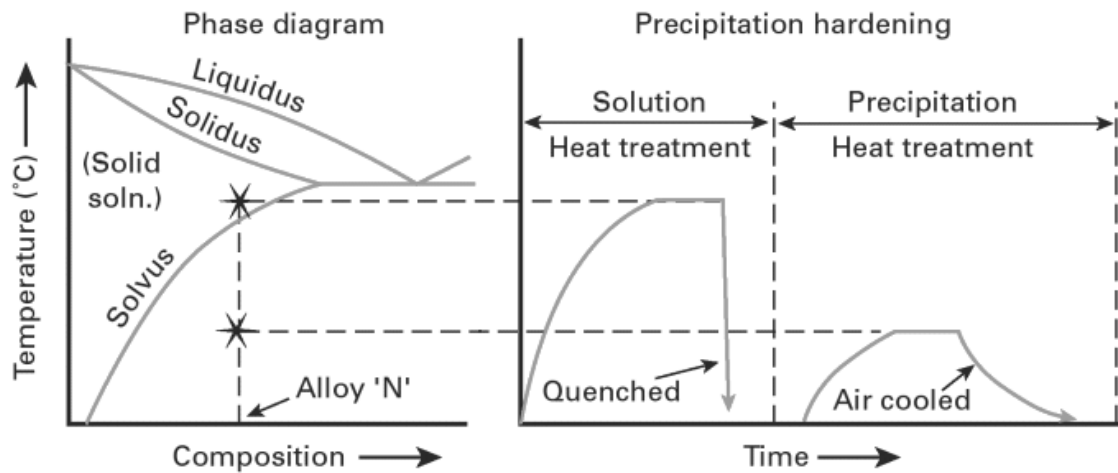 Phase diagram
Precipitation hardening
Temperature (°C)
Liquidus
Solidus
(Solid
soln.)
Solvus
Alloy 'N'
Composition
Solution
Heat treatment
Precipitation
Heat treatment
Quenched
Air cooled
Time